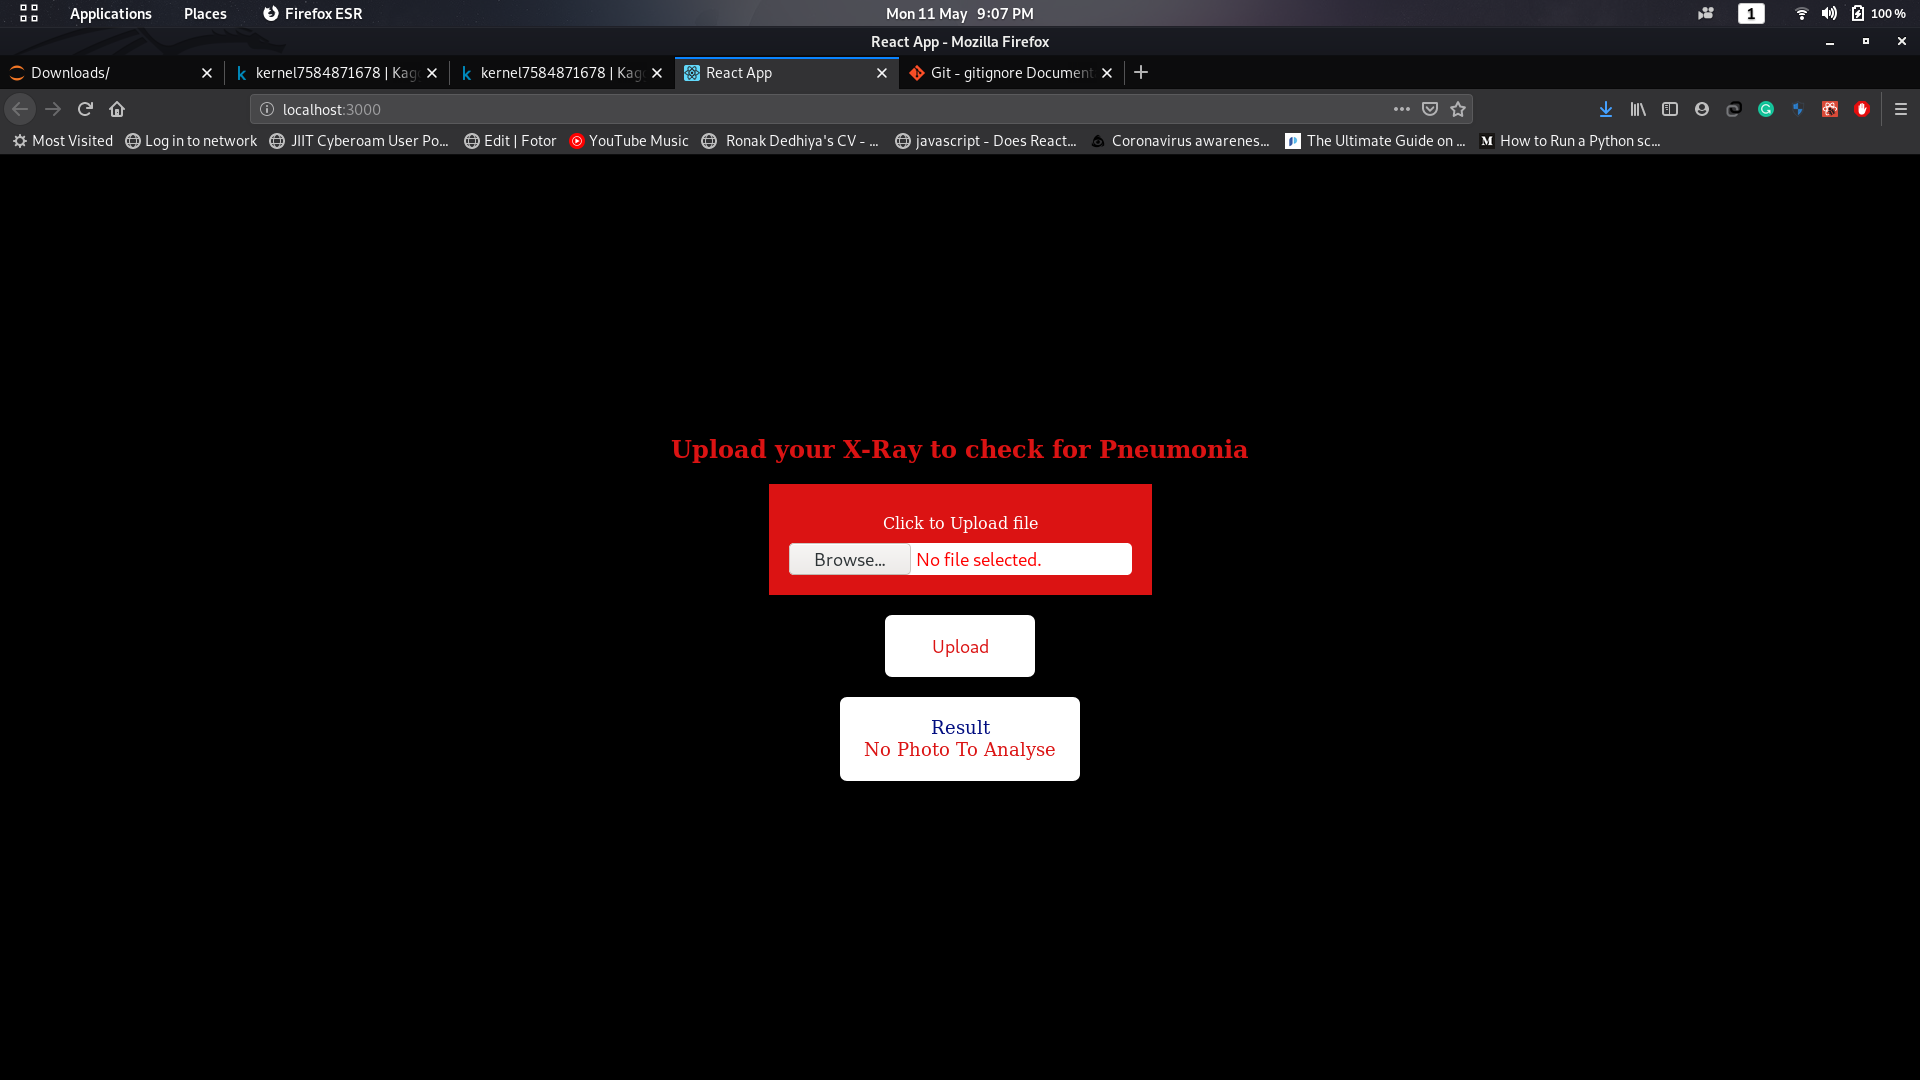 Applications Places Firefox ESR Mon 11 May 9:07 PM 1 100 %
React App - Mozilla Firefox
Downloads/ kernel7584871678 | Kag kernel7584871678 | Kag React App Git - gitignore Document
localhost:3000
Most Visited Log in to network JIIT Cyberoam User Po... Edit | Fotor YouTube Music Ronak Dedhiya's CV - ... javascript - Does React... Coronavirus awarenes... The Ultimate Guide on ... How to Run a Python sc...
Upload your X-Ray to check for Pneumonia
Click to Upload file
Browse... No file selected.
Upload
Result
No Photo To Analyse